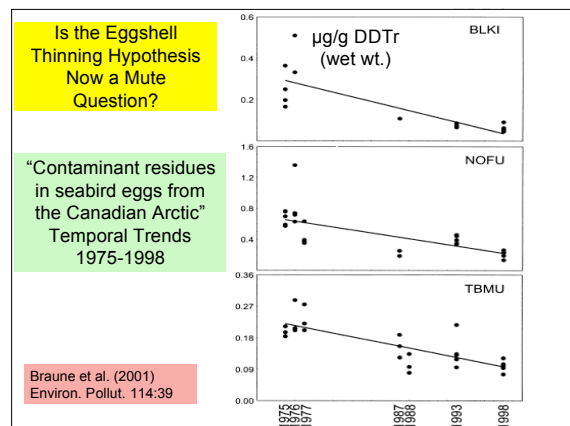 Is the Eggshell
Thinning Hypothesis
Now a Mute
Question?
“Contaminant residues
in seabird eggs from
the Canadian Arctic”
Temporal Trends
1975-1998
Braune et al. (2001)
Environ. Pollut. 114:39
µg/g DDTr
(wet wt.)
BLKI
0.6
0.4
0.2
NOFU
1.6
1.2
0.8
0.4
TBMU
0.36
0.27
0.18
0.09
0
1975
1976
1977
1987
1988
1993
1998